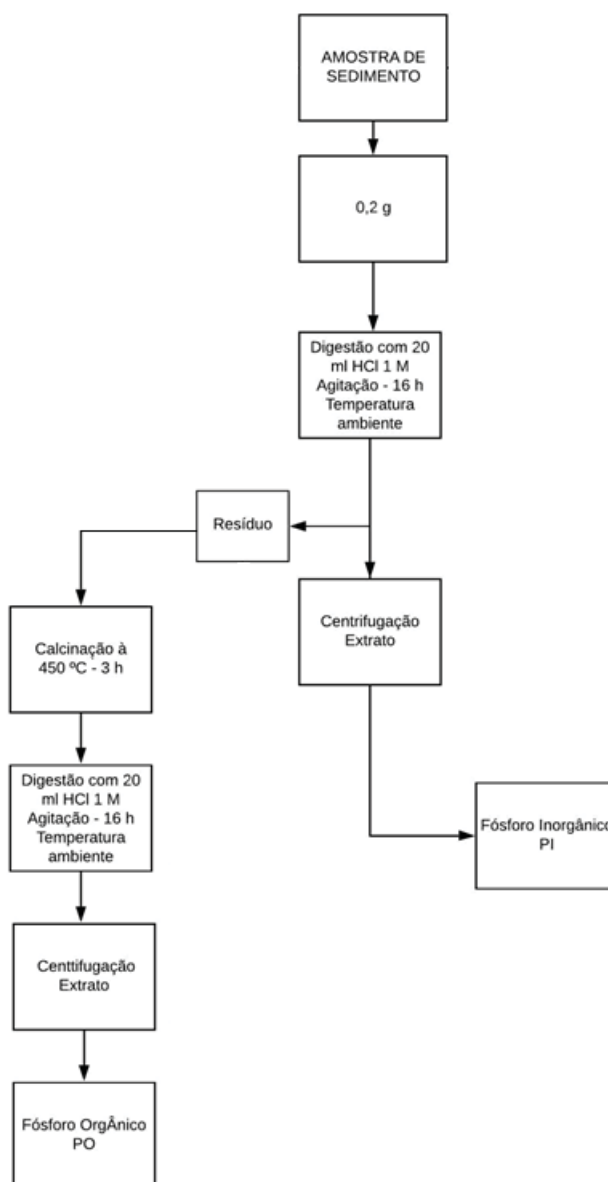 AMOSTRA DE
SEDIMENTO
0,2 g
Digestão com 20
ml HCl 1 M
Agitação - 16 h
Temperatura
ambiente
Resíduo
Centrifugação
Extrato
Calcinação à
450 ºC - 3 h
Digestão com 20
ml HCl 1 M
Agitação - 16 h
Temperatura
ambiente
Fósforo Inorgânico
PI
Centtifugação
Extrato
Fósforo OrgÂnico
PO